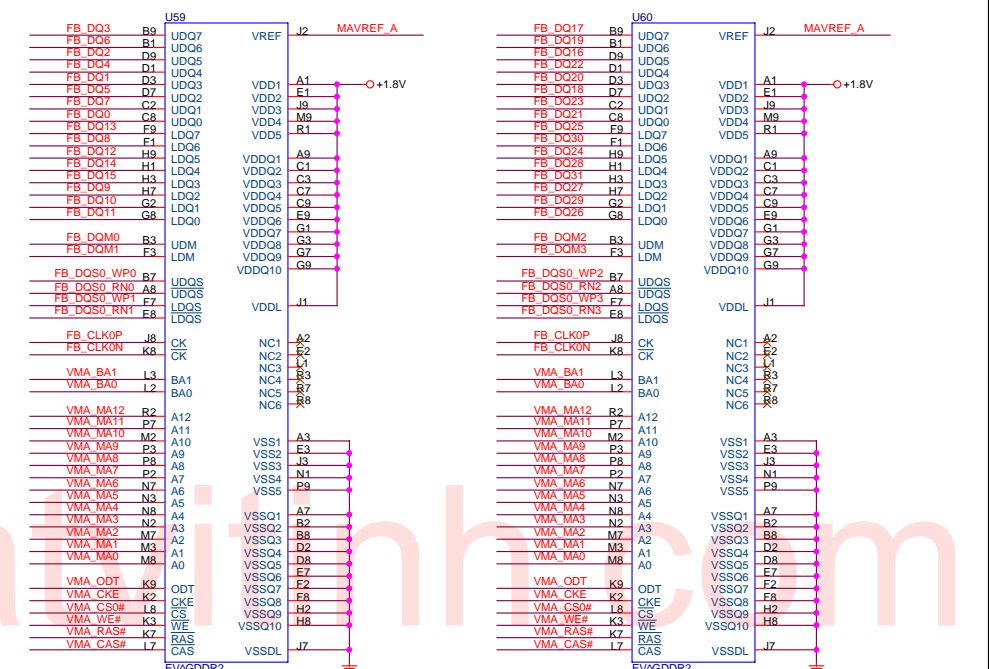 U59
FB_DQ3 B9 UDQ7 VREF J2 MAVREF_A
FB_DQ6 B1 UDQ6
FB_DQ2 D9 UDQ5
FB_DQ4 D1 UDQ4
FB_DQ1 D3 UDQ3 VDD1 A1 +1.8V
FB_DQ5 D7 UDQ2 VDD2 E1
FB_DQ7 C2 UDQ1 VDD3 J9
FB_DQ0 C8 UDQ0 VDD4 M9
FB_DQ13 F9 LDQ7 VDD5 R1
FB_DQ8 F1 LDQ6
FB_DQ12 H9 LDQ5 VDDQ1 A9
FB_DQ14 H1 LDQ4 VDDQ2 C1
FB_DQ15 H3 LDQ3 VDDQ3 C3
FB_DQ9 H7 LDQ2 VDDQ4 C7
FB_DQ10 G2 LDQ1 VDDQ5 C9
FB_DQ11 G8 LDQ0 VDDQ6 E9
VDDQ7 G1
FB_DQM0 B3 UDM VDDQ8 G3
FB_DQM1 F3 LDM VDDQ9 G7
VDDQ10 G9
FB_DQS0_WP0 B7 UDQS
FB_DQS0_RN0 A8 UDQS
FB_DQS0_WP1 F7 LDQS VDDL J1
FB_DQS0_RN1 E8 LDQS
FB_CLK0P J8 CK NC1 A2
FB_CLK0N K8 CK NC2 E2
NC3 L1
VMA_BA1 L3 BA1 NC4 R3
VMA_BA0 L2 BA0 NC5 R7
NC6 R8
VMA_MA12 R2 A12
VMA_MA11 P7 A11
VMA_MA10 M2 A10 VSS1 A3
VMA_MA9 P3 A9 VSS2 E3
VMA_MA8 P8 A8 VSS3 J3
VMA_MA7 P2 A7 VSS4 N1
VMA_MA6 N7 A6 VSS5 P9
VMA_MA5 N3 A5
VMA_MA4 N8 A4 VSSQ1 A7
VMA_MA3 N2 A3 VSSQ2 B2
VMA_MA2 M7 A2 VSSQ3 B8
VMA_MA1 M3 A1 VSSQ4 D2
VMA_MA0 M8 A0 VSSQ5 D8
VSSQ6 E7
VMA_ODT K9 ODT VSSQ7 F2
VMA_CKE K2 CKE VSSQ8 F8
VMA_CS0# L8 CS VSSQ9 H2
VMA_WE# K3 WE VSSQ10 H8
VMA_RAS# K7 RAS
VMA_CAS# L7 CAS VSSDL J7
U60
FB_DQ17 B9 UDQ7 VREF J2 MAVREF_A
FB_DQ19 B1 UDQ6
FB_DQ16 D9 UDQ5
FB_DQ22 D1 UDQ4
FB_DQ20 D3 UDQ3 VDD1 A1 +1.8V
FB_DQ18 D7 UDQ2 VDD2 E1
FB_DQ23 C2 UDQ1 VDD3 J9
FB_DQ21 C8 UDQ0 VDD4 M9
FB_DQ25 F9 LDQ7 VDD5 R1
FB_DQ30 F1 LDQ6
FB_DQ24 H9 LDQ5 VDDQ1 A9
FB_DQ28 H1 LDQ4 VDDQ2 C1
FB_DQ31 H3 LDQ3 VDDQ3 C3
FB_DQ27 H7 LDQ2 VDDQ4 C7
FB_DQ29 G2 LDQ1 VDDQ5 C9
FB_DQ26 G8 LDQ0 VDDQ6 E9
VDDQ7 G1
FB_DQM2 B3 UDM VDDQ8 G3
FB_DQM3 F3 LDM VDDQ9 G7
VDDQ10 G9
FB_DQS0_WP2 B7 UDQS
FB_DQS0_RN2 A8 UDQS
FB_DQS0_WP3 F7 LDQS VDDL J1
FB_DQS0_RN3 E8 LDQS
FB_CLK0P J8 CK NC1 A2
FB_CLK0N K8 CK NC2 E2
NC3 L1
VMA_BA1 L3 BA1 NC4 R3
VMA_BA0 L2 BA0 NC5 R7
NC6 R8
VMA_MA12 R2 A12
VMA_MA11 P7 A11
VMA_MA10 M2 A10 VSS1 A3
VMA_MA9 P3 A9 VSS2 E3
VMA_MA8 P8 A8 VSS3 J3
VMA_MA7 P2 A7 VSS4 N1
VMA_MA6 N7 A6 VSS5 P9
VMA_MA5 N3 A5
VMA_MA4 N8 A4 VSSQ1 A7
VMA_MA3 N2 A3 VSSQ2 B2
VMA_MA2 M7 A2 VSSQ3 B8
VMA_MA1 M3 A1 VSSQ4 D2
VMA_MA0 M8 A0 VSSQ5 D8
VSSQ6 E7
VMA_ODT K9 ODT VSSQ7 F2
VMA_CKE K2 CKE VSSQ8 F8
VMA_CS0# L8 CS VSSQ9 H2
VMA_WE# K3 WE VSSQ10 H8
VMA_RAS# K7 RAS
VMA_CAS# L7 CAS VSSDL J7